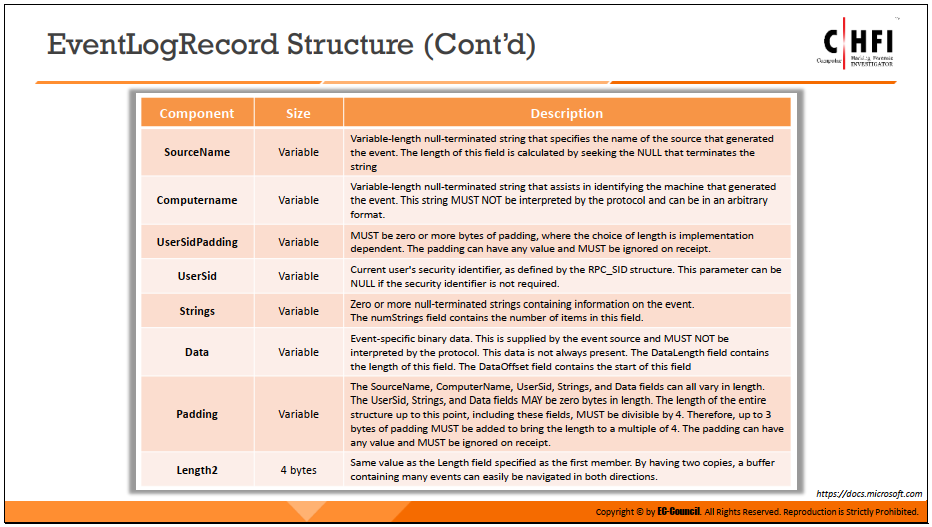 EventLogRecord Structure (Cont'd)
CHFI
Computer Hacking Forensic
INVESTIGATOR
Component Size Description
SourceName Variable Variable-length null-terminated string that specifies the name of the source that generated
the event. The length of this field is calculated by seeking the NULL that terminates the
string
Computername Variable Variable-length null-terminated string that assists in identifying the machine that generated
the event. This string MUST NOT be interpreted by the protocol and can be in an arbitrary
format.
UserSidPadding Variable MUST be zero or more bytes of padding, where the choice of length is implementation
dependent. The padding can have any value and MUST be ignored on receipt.
UserSid Variable Current user's security identifier, as defined by the RPC_SID structure. This parameter can be
NULL if the security identifier is not required.
Strings Variable Zero or more null-terminated strings containing information on the event.
The numStrings field contains the number of items in this field.
Data Variable Event-specific binary data. This is supplied by the event source and MUST NOT be
interpreted by the protocol. This data is not always present. The DataLength field contains
the length of this field. The DataOffset field contains the start of this field
Padding Variable The SourceName, ComputerName, UserSid, Strings, and Data fields can all vary in length.
The UserSid, Strings, and Data fields MAY be zero bytes in length. The length of the entire
structure up to this point, including these fields, MUST be divisible by 4. Therefore, up to 3
bytes of padding MUST be added to bring the length to a multiple of 4. The padding can have
any value and MUST be ignored on receipt.
Length2 4 bytes Same value as the Length field specified as the first member. By having two copies, a buffer
containing many events can easily be navigated in both directions.
https://docs.microsoft.com
Copyright © by EC-Council. All Rights Reserved. Reproduction is Strictly Prohibited.